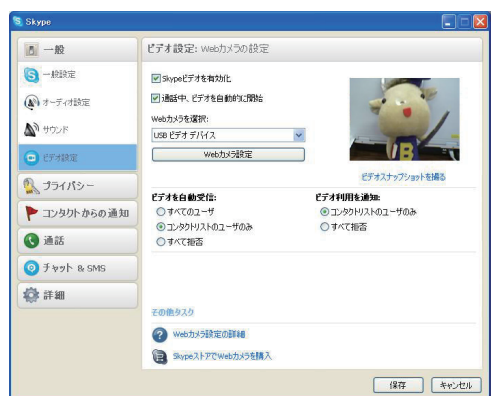 Skype
一般
一般設定
オーディオ設定
サウンド
ビデオ設定
プライバシー
コンタクトからの通知
通話
チャット & SMS
詳細
ビデオ設定: Webカメラの設定
Skypeビデオを有効化
通話中、ビデオを自動的に開始
Webカメラを選択:
USB ビデオ デバイス
Webカメラ設定
B
ビデオスナップショットを撮る
ビデオを自動受信:
すべてのユーザ
コンタクトリストのユーザのみ
すべて拒否
ビデオ利用を通知:
コンタクトリストのユーザのみ
すべて拒否
その他タスク
Webカメラ設定の詳細
SkypeストアでWebカメラを購入
保存
キャンセル